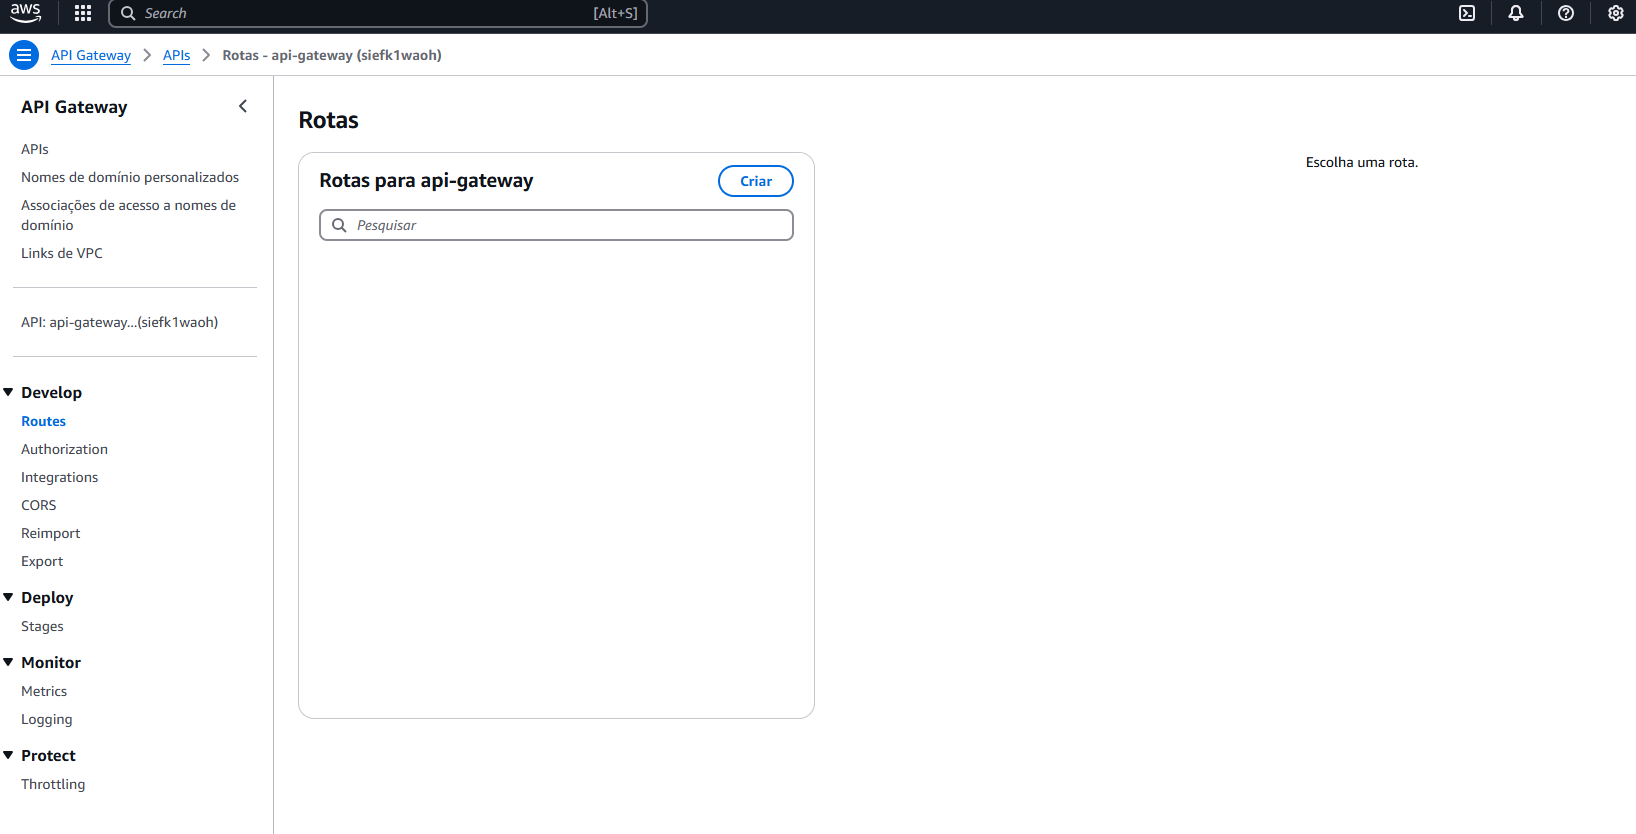 aws
Search [Alt+S]
API Gateway > APIs > Rotas - api-gateway (siefk1waoh)
API Gateway
APIs
Nomes de domínio personalizados
Associações de acesso a nomes de
domínio
Links de VPC
API: api-gateway...(siefk1waoh)
Develop
Routes
Authorization
Integrations
CORS
Reimport
Export
Deploy
Stages
Monitor
Metrics
Logging
Protect
Throttling
Rotas
Rotas para api-gateway
Criar
Pesquisar
Escolha uma rota.